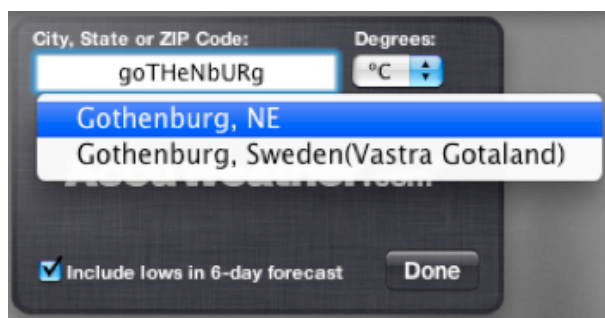 City, State or ZIP Code: Degrees:
goTHeNbURg °C
Gothenburg, NE
Gothenburg, Sweden(Vastra Gotaland)
Include lows in 6-day forecast Done